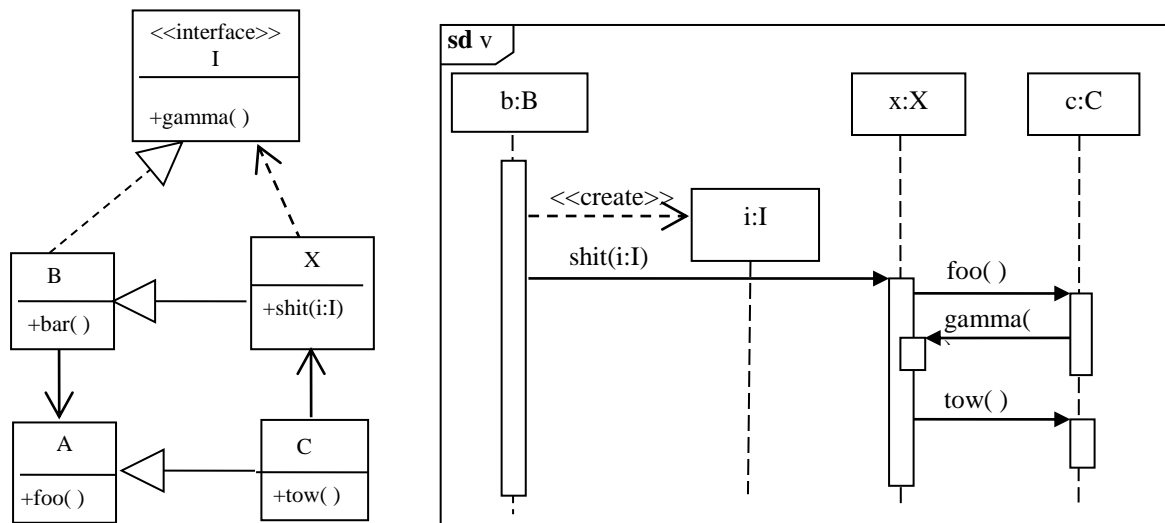 <<interface>>
I
+gamma( )
B
+bar( )
X
+shit(i:I)
A
+foo()
C
+tow( )
sd v
b:B
x:X
c:C
<<create>>
i:I
shit(i:I)
foo( )
gamma(
tow( )